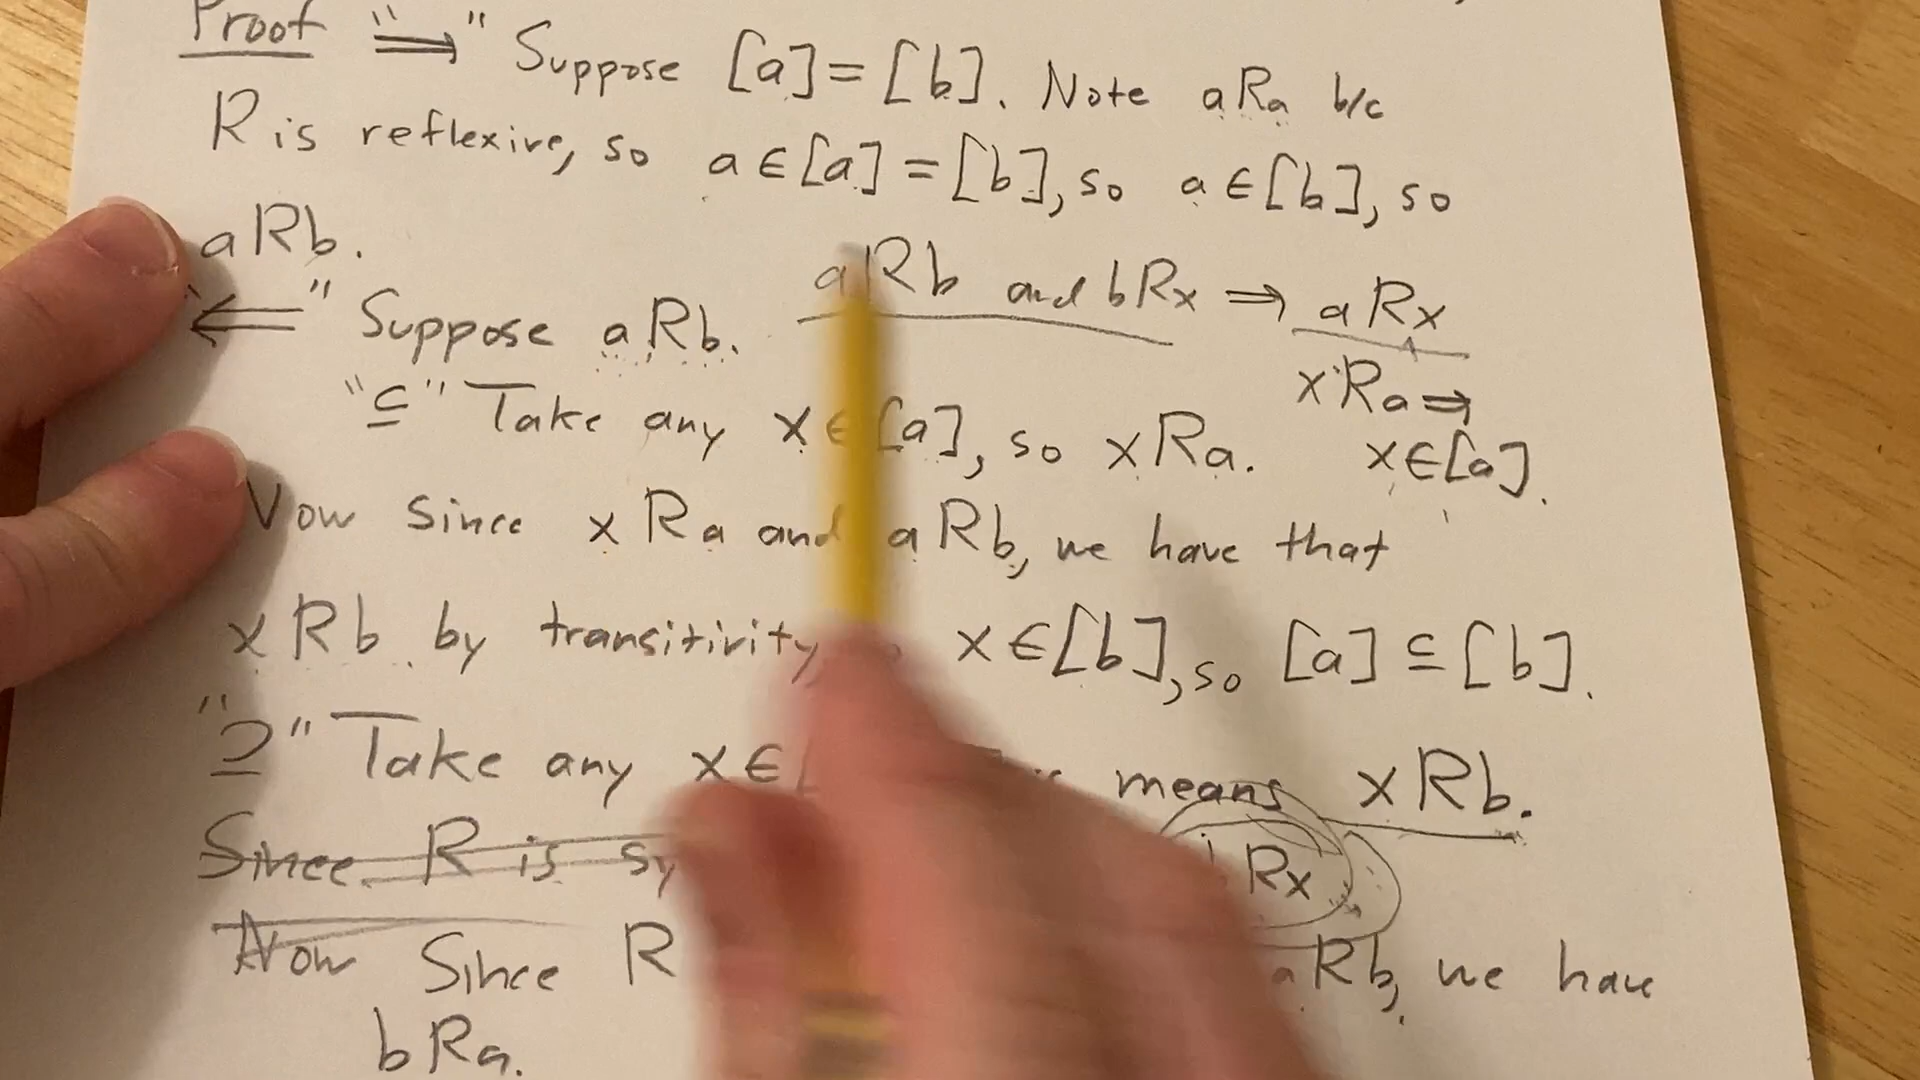 Proof "⟹" Suppose [a]=[b]. Note aRa b/c
R is reflexive, so a∈[a]=[b], so a∈[b], so
aRb.
aRb and bRx ⟹ aRx
"⟸" Suppose aRb.
xRa ⟹
x∈[a].
"⊆" Take any x∈[a], so xRa.
Now since xRa and aRb, we have that
xRb by transitivity, x∈[b], so [a]⊆[b].
"⊇" Take any x∈ means xRb.
Since R is Rx
Now Since R aRb, we have
bRa.